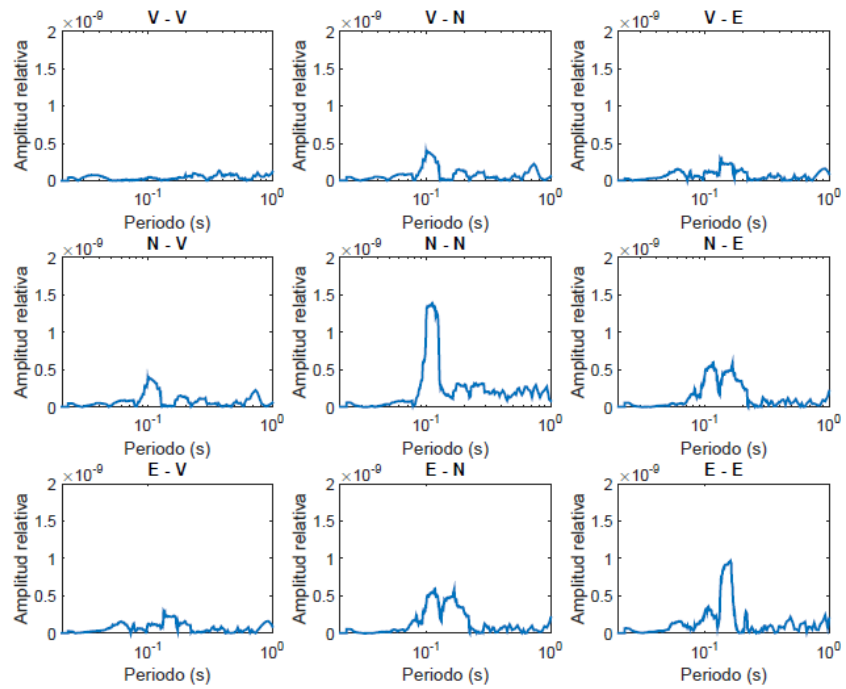 ×10⁻⁹ V - V ×10⁻⁹ V - N ×10⁻⁹ V - E
2 2 2
1.5 1.5 1.5
1 1 1
0.5 0.5 0.5
0 0 0
Amplitud relativa Amplitud relativa Amplitud relativa
10⁻¹ 10⁰ 10⁻¹ 10⁰ 10⁻¹ 10⁰
Periodo (s) Periodo (s) Periodo (s)
×10⁻⁹ N - V ×10⁻⁹ N - N ×10⁻⁹ N - E
2 2 2
1.5 1.5 1.5
1 1 1
0.5 0.5 0.5
0 0 0
Amplitud relativa Amplitud relativa Amplitud relativa
10⁻¹ 10⁰ 10⁻¹ 10⁰ 10⁻¹ 10⁰
Periodo (s) Periodo (s) Periodo (s)
×10⁻⁹ E - V ×10⁻⁹ E - N ×10⁻⁹ E - E
2 2 2
1.5 1.5 1.5
1 1 1
0.5 0.5 0.5
0 0 0
Amplitud relativa Amplitud relativa Amplitud relativa
10⁻¹ 10⁰ 10⁻¹ 10⁰ 10⁻¹ 10⁰
Periodo (s) Periodo (s) Periodo (s)